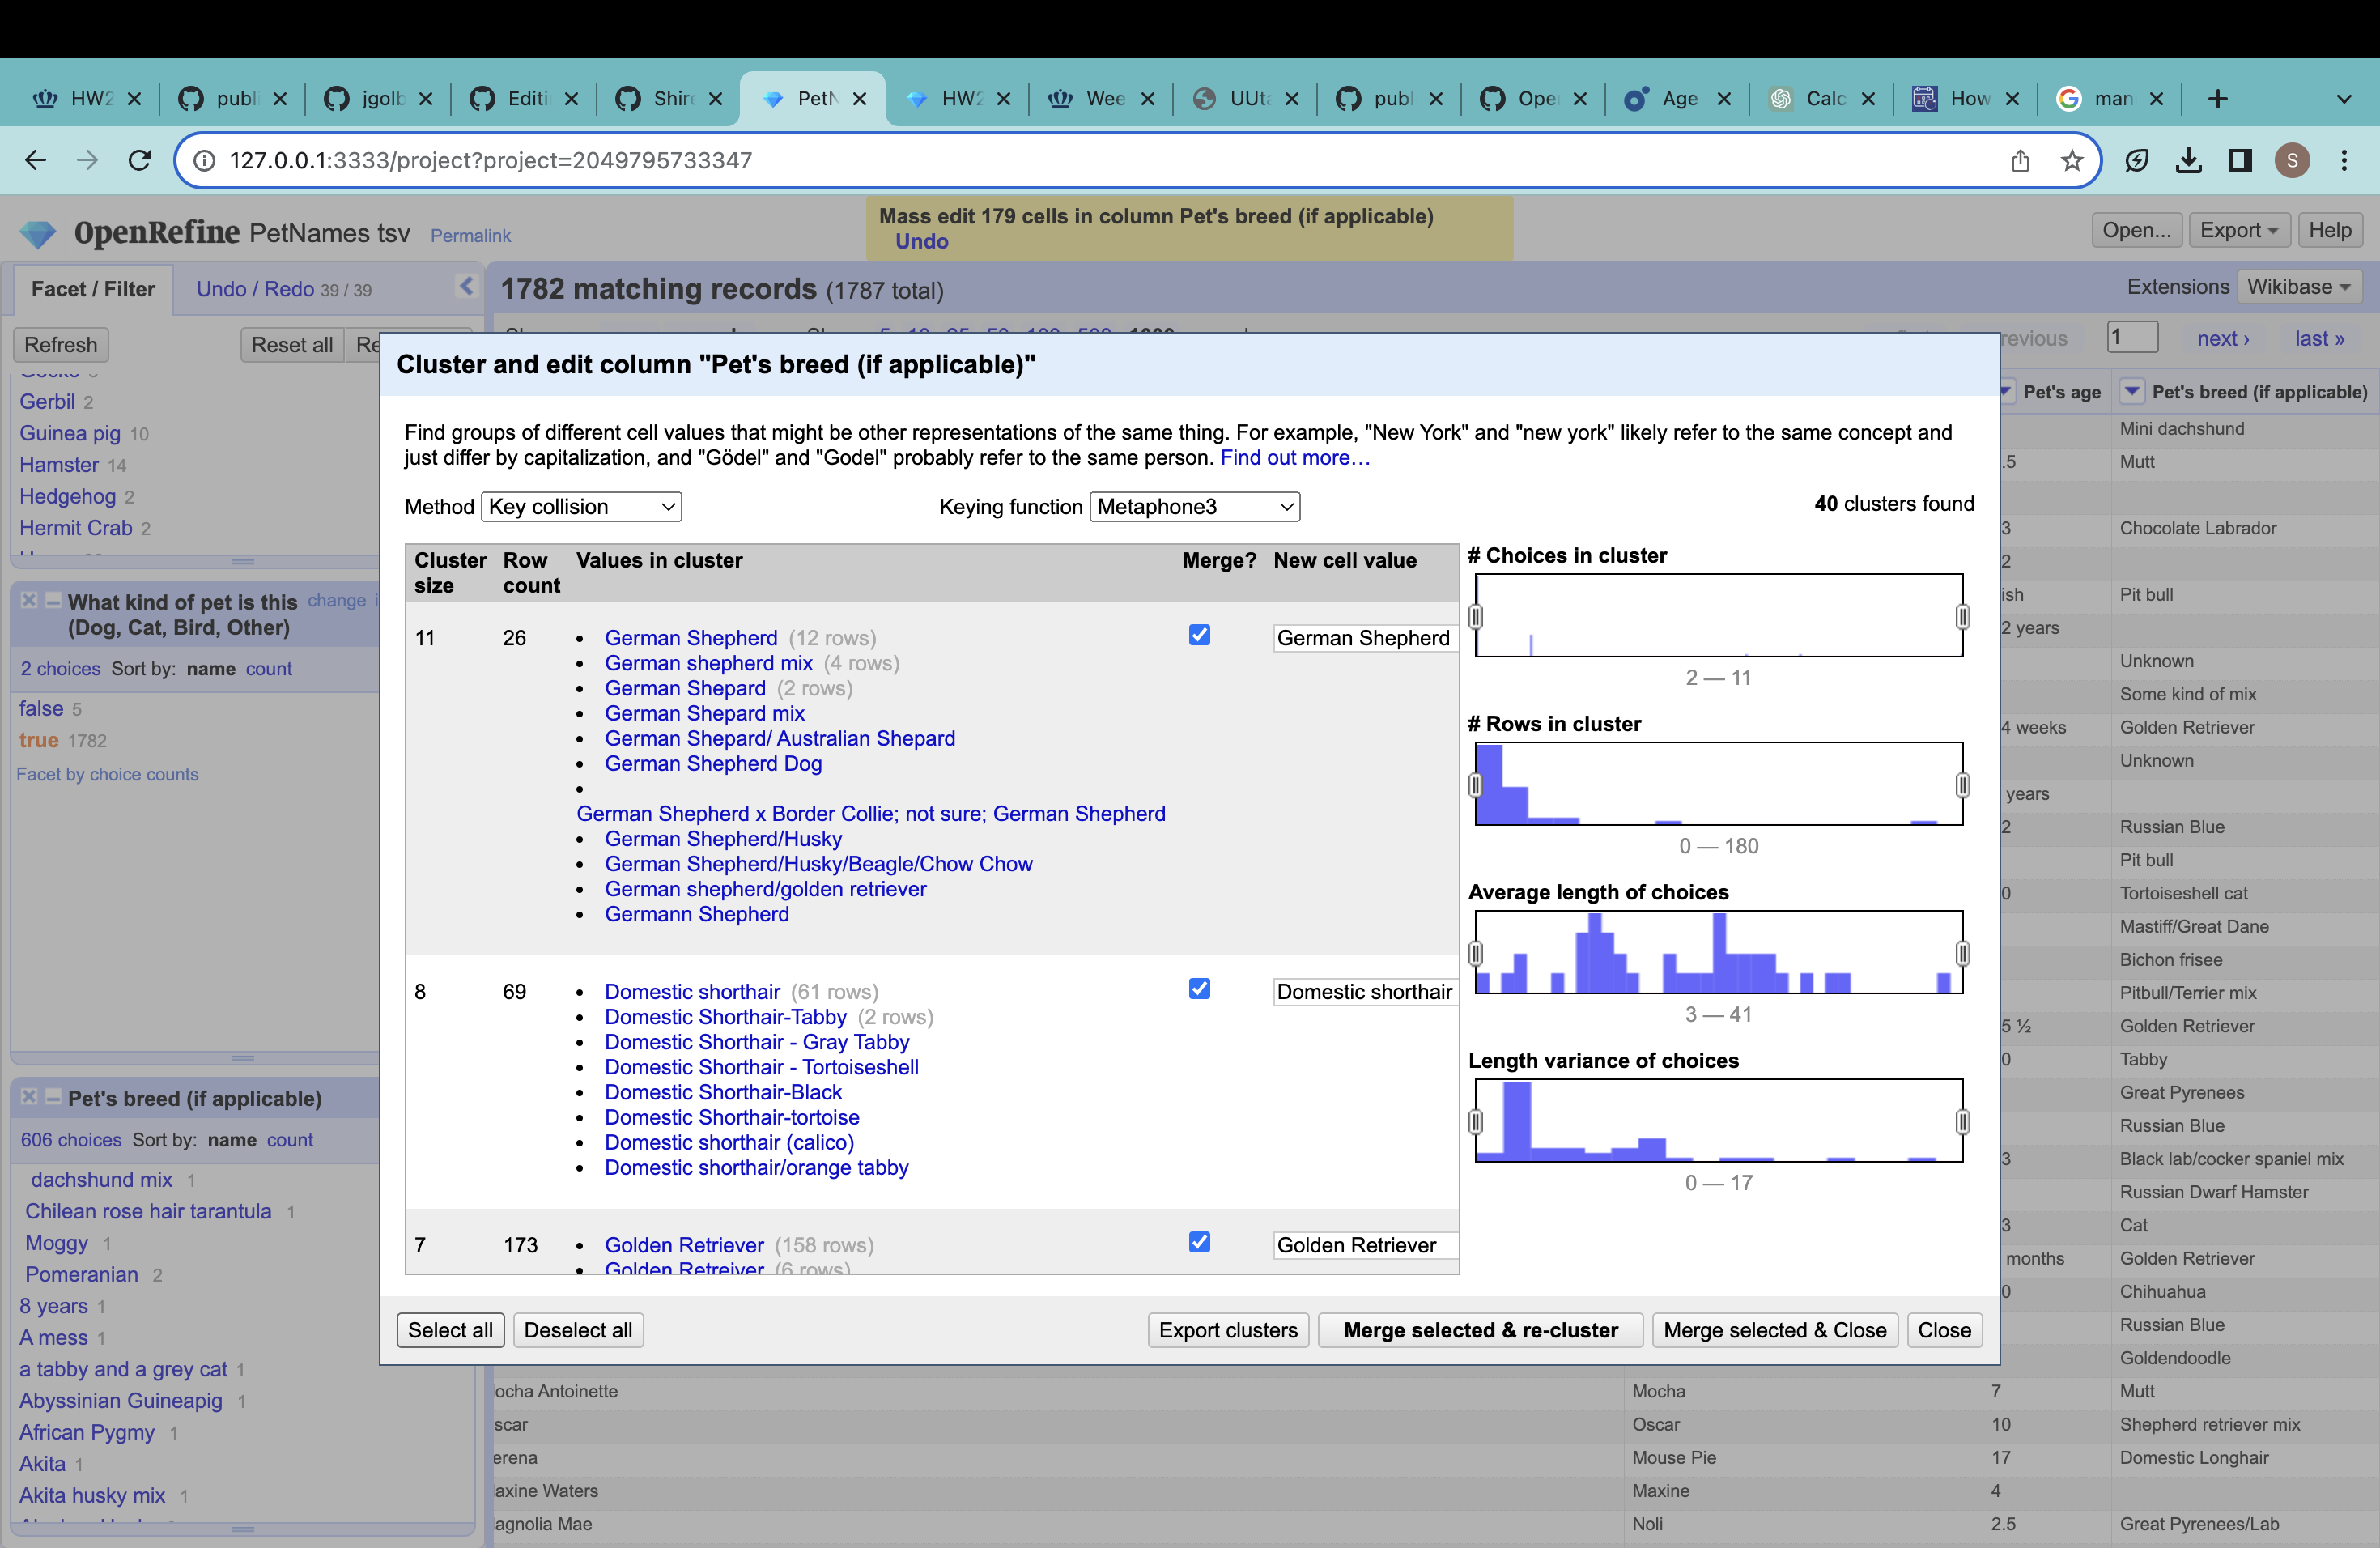 HW2
publi
jgolb
Editi
Shire
PetN
HW2
Wee
UUta
publ
Ope
Age
Calc
How
man
127.0.0.1:3333/project?project=2049795733347
S
OpenRefine PetNames tsv Permalink
Mass edit 179 cells in column Pet's breed (if applicable)
Undo
Open...
Export
Help
Facet / Filter
Undo / Redo 39 / 39
1782 matching records (1787 total)
Extensions
Wikibase
Refresh
Reset all
Re
revious
1
next ›
last »
Gerbil 2
Guinea pig 10
Hamster 14
Hedgehog 2
Hermit Crab 2
What kind of pet is this change i
(Dog, Cat, Bird, Other)
2 choices Sort by: name count
false 5
true 1782
Facet by choice counts
Pet's breed (if applicable)
606 choices Sort by: name count
dachshund mix 1
Chilean rose hair tarantula 1
Moggy 1
Pomeranian 2
8 years 1
A mess 1
a tabby and a grey cat 1
Abyssinian Guineapig 1
African Pygmy 1
Akita 1
Akita husky mix 1
Cluster and edit column "Pet's breed (if applicable)"
Find groups of different cell values that might be other representations of the same thing. For example, "New York" and "new york" likely refer to the same concept and
just differ by capitalization, and "Gödel" and "Godel" probably refer to the same person. Find out more…
Method Key collision
Keying function Metaphone3
40 clusters found
Cluster size
Row count
Values in cluster
Merge?
New cell value
11
26
German Shepherd (12 rows)
German shepherd mix (4 rows)
German Shepard (2 rows)
German Shepard mix
German Shepard/ Australian Shepard
German Shepherd Dog
German Shepherd x Border Collie; not sure; German Shepherd
German Shepherd/Husky
German Shepherd/Husky/Beagle/Chow Chow
German shepherd/golden retriever
Germann Shepherd
German Shepherd
8
69
Domestic shorthair (61 rows)
Domestic Shorthair-Tabby (2 rows)
Domestic Shorthair - Gray Tabby
Domestic Shorthair - Tortoiseshell
Domestic Shorthair-Black
Domestic Shorthair-tortoise
Domestic shorthair (calico)
Domestic shorthair/orange tabby
Domestic shorthair
7
173
Golden Retriever (158 rows)
Golden Retreiver (6 rows)
Golden Retriever
# Choices in cluster
2 — 11
# Rows in cluster
0 — 180
Average length of choices
3 — 41
Length variance of choices
0 — 17
Select all
Deselect all
Export clusters
Merge selected & re-cluster
Merge selected & Close
Close
Pet's age
Pet's breed (if applicable)
Mini dachshund
.5 Mutt
3 Chocolate Labrador
2
ish Pit bull
2 years
Unknown
Some kind of mix
4 weeks Golden Retriever
Unknown
years
2 Russian Blue
Pit bull
0 Tortoiseshell cat
Mastiff/Great Dane
Bichon frisee
Pitbull/Terrier mix
5 ½ Golden Retriever
0 Tabby
Great Pyrenees
Russian Blue
3 Black lab/cocker spaniel mix
Russian Dwarf Hamster
3 Cat
months Golden Retriever
0 Chihuahua
Russian Blue
Goldendoodle
ocha Antoinette Mocha 7 Mutt
scar Oscar 10 Shepherd retriever mix
erena Mouse Pie 17 Domestic Longhair
axine Waters Maxine 4
agnolia Mae Noli 2.5 Great Pyrenees/Lab